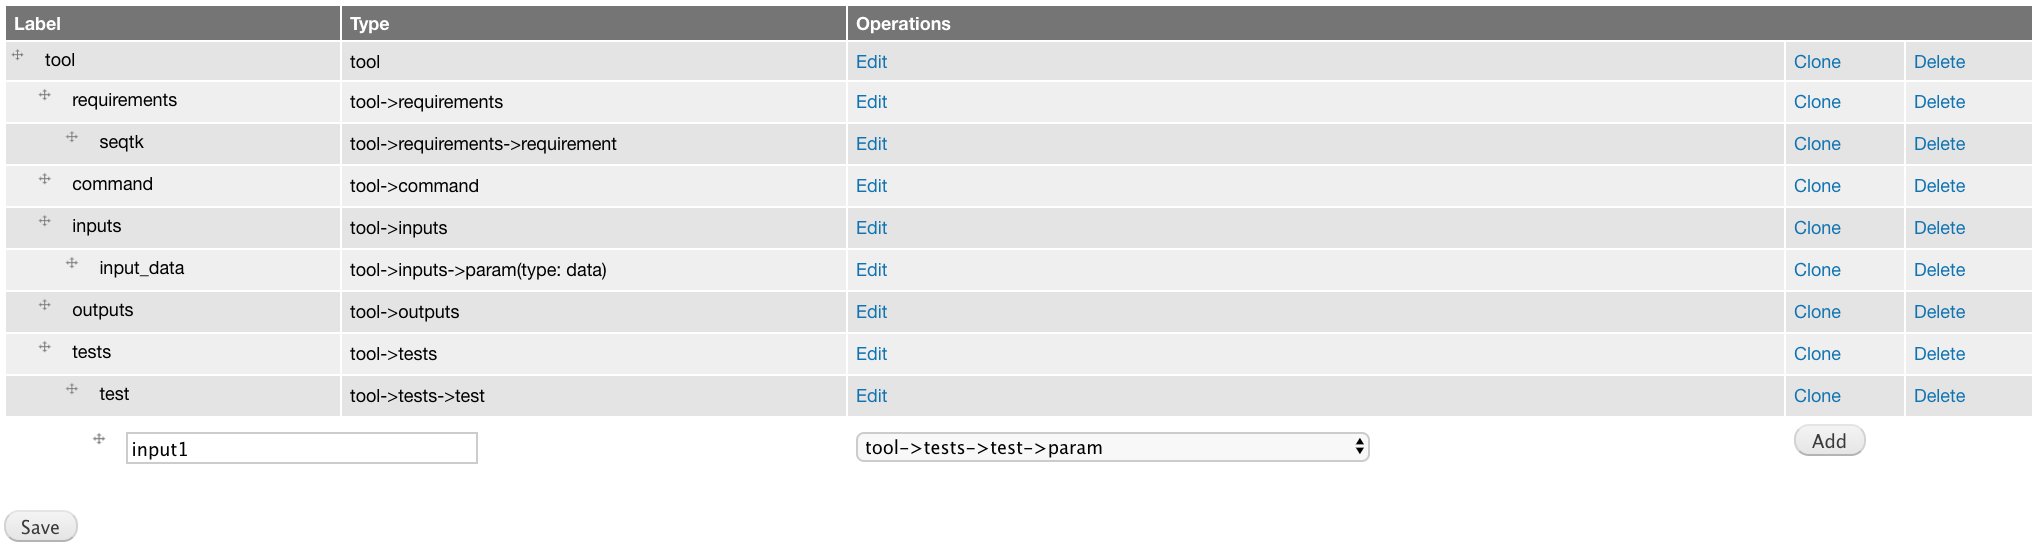 Label Type Operations
tool tool Edit Clone Delete
requirements tool->requirements Edit Clone Delete
seqtk tool->requirements->requirement Edit Clone Delete
command tool->command Edit Clone Delete
inputs tool->inputs Edit Clone Delete
input_data tool->inputs->param(type: data) Edit Clone Delete
outputs tool->outputs Edit Clone Delete
tests tool->tests Edit Clone Delete
test tool->tests->test Edit Clone Delete
input1 tool->tests->test->param Add
Save